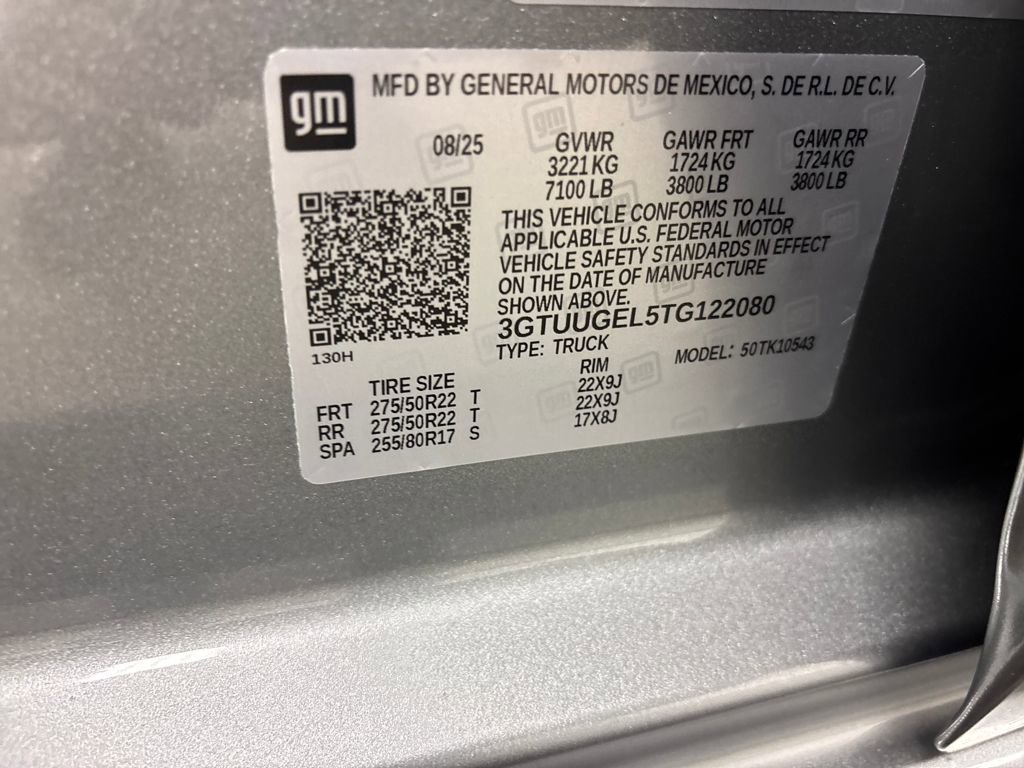 gm MFD BY GENERAL MOTORS DE MEXICO, S. DE R.L. DE C.V.
08/25 GVWR GAWR FRT GAWR RR
3221 KG 1724 KG 1724 KG
7100 LB 3800 LB 3800 LB
THIS VEHICLE CONFORMS TO ALL
APPLICABLE U.S. FEDERAL MOTOR
VEHICLE SAFETY STANDARDS IN EFFECT
ON THE DATE OF MANUFACTURE
SHOWN ABOVE.
3GTUUGEL5TG122080
130H
TYPE: TRUCK MODEL: 50TK10543
TIRE SIZE RIM
FRT 275/50R22 T 22X9J
RR 275/50R22 T 22X9J
SPA 255/80R17 S 17X8J